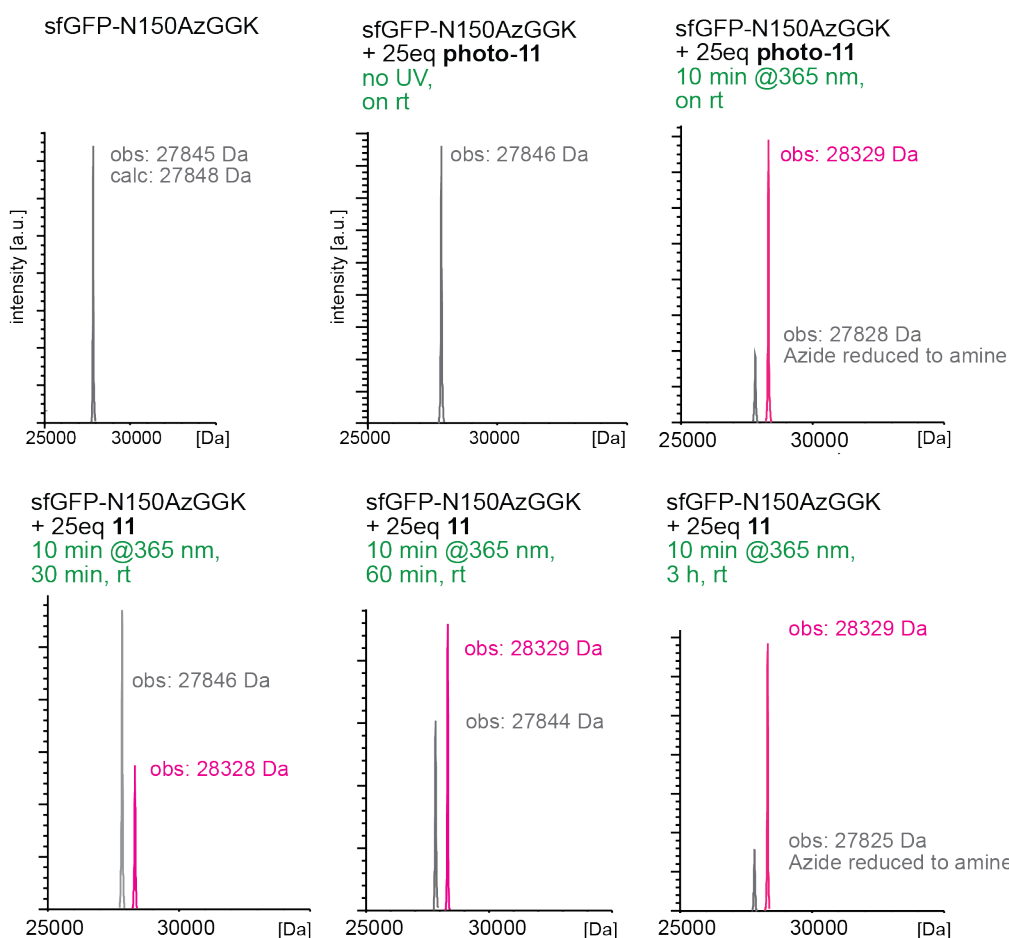 sfGFP-N150AzGGK
obs: 27845 Da
calc: 27848 Da
intensity [a.u.]
25000 30000 [Da]
sfGFP-N150AzGGK
+ 25eq photo-11
no UV,
on rt
obs: 27846 Da
intensity [a.u.]
25000 30000 [Da]
sfGFP-N150AzGGK
+ 25eq photo-11
10 min @365 nm,
on rt
obs: 28329 Da
obs: 27828 Da
Azide reduced to amine
25000 30000 [Da]
sfGFP-N150AzGGK
+ 25eq 11
10 min @365 nm,
30 min, rt
obs: 27846 Da
obs: 28328 Da
25000 30000 [Da]
sfGFP-N150AzGGK
+ 25eq 11
10 min @365 nm,
60 min, rt
obs: 28329 Da
obs: 27844 Da
25000 30000 [Da]
sfGFP-N150AzGGK
+ 25eq 11
10 min @365 nm,
3 h, rt
obs: 28329 Da
obs: 27825 Da
Azide reduced to amine
25000 30000 [Da]